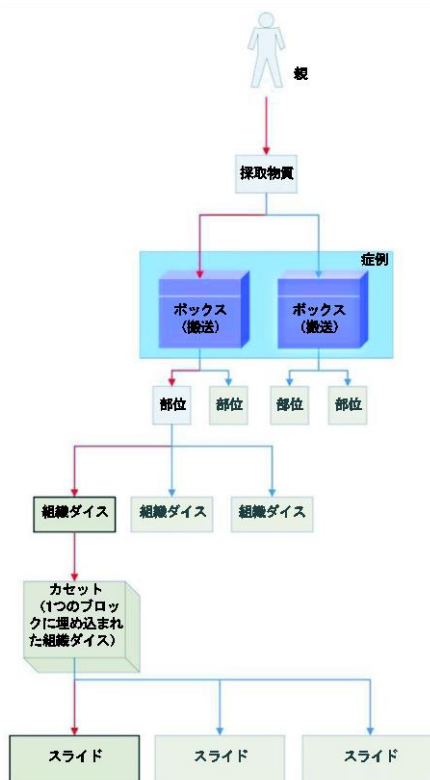 親
採取物質
症例
ボックス
(搬送)
ボックス
(搬送)
部位
部位
部位
部位
組織ダイス
組織ダイス
組織ダイス
カセット
(1つのブロッ
クに埋め込まれ
た組織ダイス)
スライド
スライド
スライド